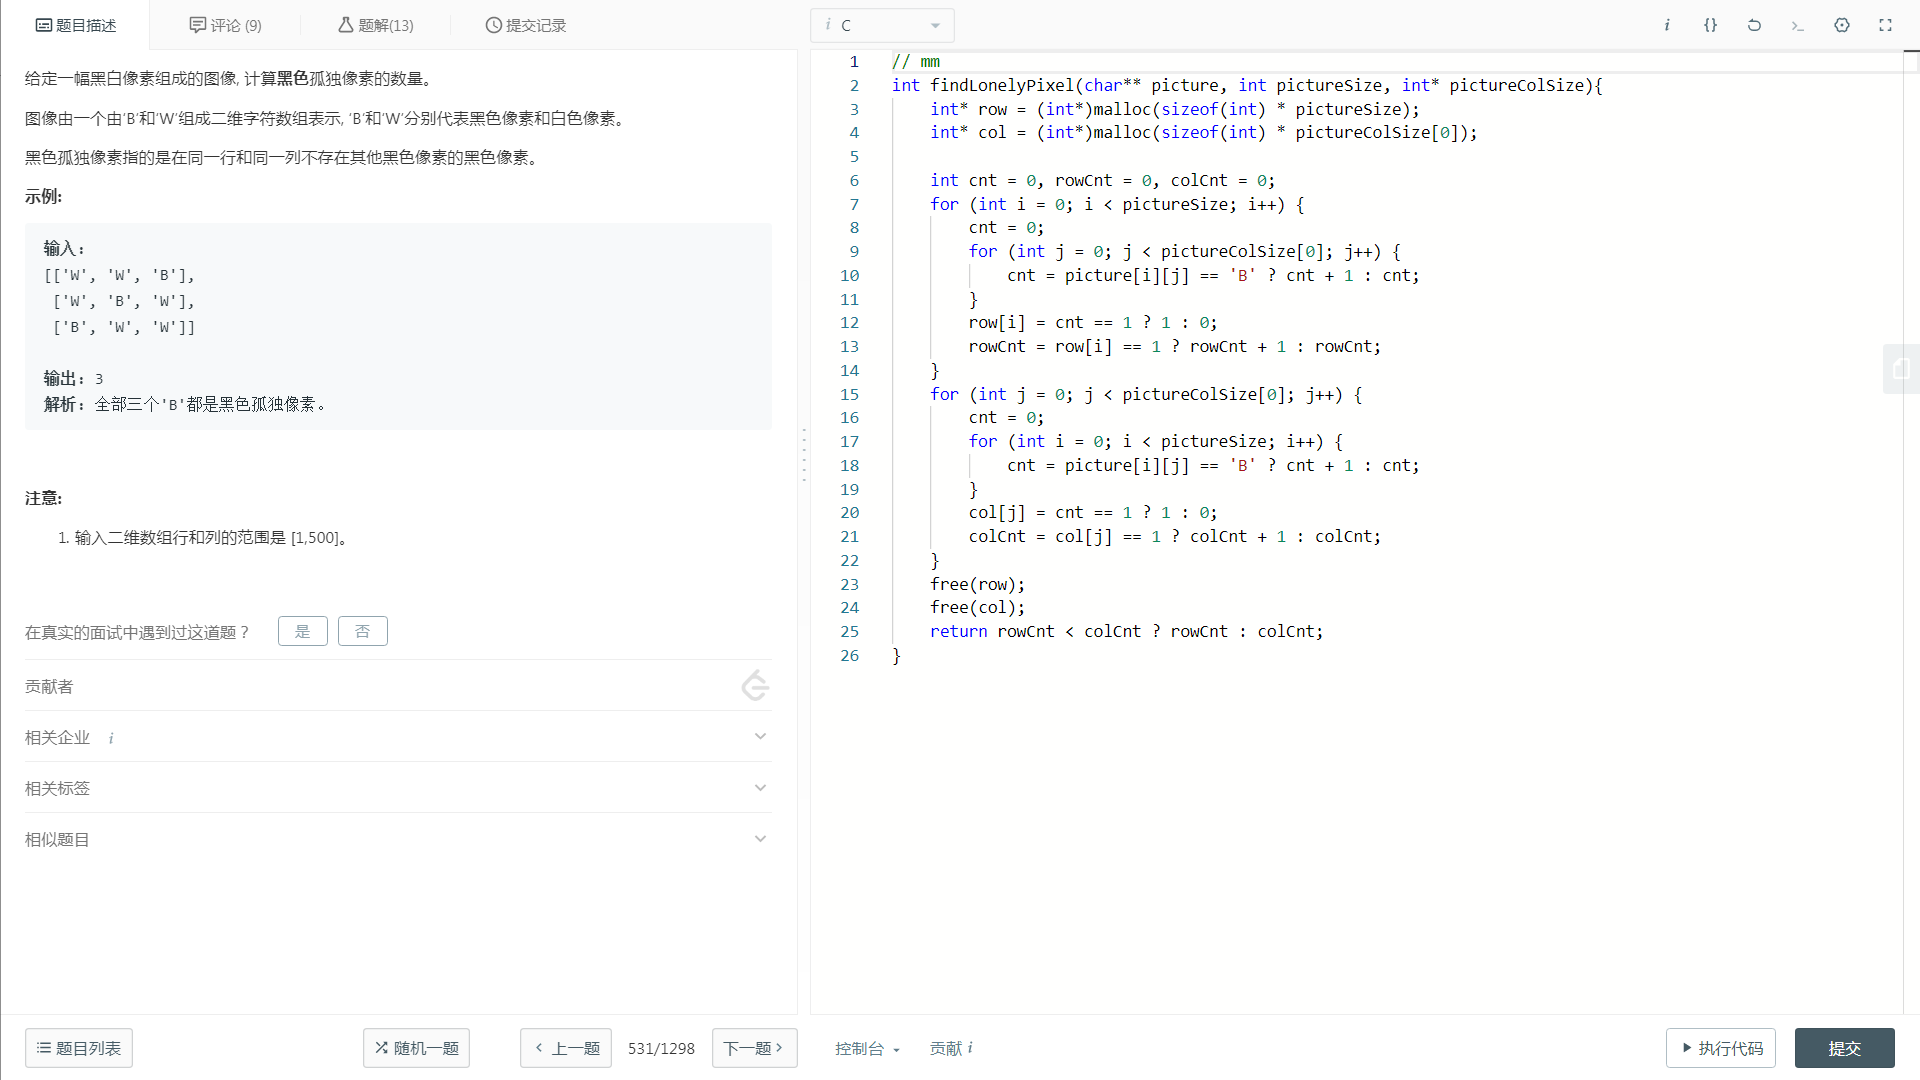 题目描述
评论 (9)
题解(13)
提交记录
给定一幅黑白像素组成的图像, 计算黑色孤独像素的数量。
图像由一个由‘B’和‘W’组成二维字符数组表示, ‘B’和‘W’分别代表黑色像素和白色像素。
黑色孤独像素指的是在同一行和同一列不存在其他黑色像素的黑色像素。
示例:
输入:
[['W', 'W', 'B'],
 ['W', 'B', 'W'],
 ['B', 'W', 'W']]
输出: 3
解析: 全部三个'B'都是黑色孤独像素。
注意:
1. 输入二维数组行和列的范围是 [1,500]。
在真实的面试中遇到过这道题？
是
否
贡献者
相关企业 i
相关标签
相似题目
题目列表
随机一题
上一题
531/1298
下一题
i C
i {}
1 // mm
2 int findLonelyPixel(char** picture, int pictureSize, int* pictureColSize){
3     int* row = (int*)malloc(sizeof(int) * pictureSize);
4     int* col = (int*)malloc(sizeof(int) * pictureColSize[0]);
5
6     int cnt = 0, rowCnt = 0, colCnt = 0;
7     for (int i = 0; i < pictureSize; i++) {
8         cnt = 0;
9         for (int j = 0; j < pictureColSize[0]; j++) {
10             cnt = picture[i][j] == 'B' ? cnt + 1 : cnt;
11         }
12         row[i] = cnt == 1 ? 1 : 0;
13         rowCnt = row[i] == 1 ? rowCnt + 1 : rowCnt;
14     }
15     for (int j = 0; j < pictureColSize[0]; j++) {
16         cnt = 0;
17         for (int i = 0; i < pictureSize; i++) {
18             cnt = picture[i][j] == 'B' ? cnt + 1 : cnt;
19         }
20         col[j] = cnt == 1 ? 1 : 0;
21         colCnt = col[j] == 1 ? colCnt + 1 : colCnt;
22     }
23     free(row);
24     free(col);
25     return rowCnt < colCnt ? rowCnt : colCnt;
26 }
控制台
贡献 i
执行代码
提交